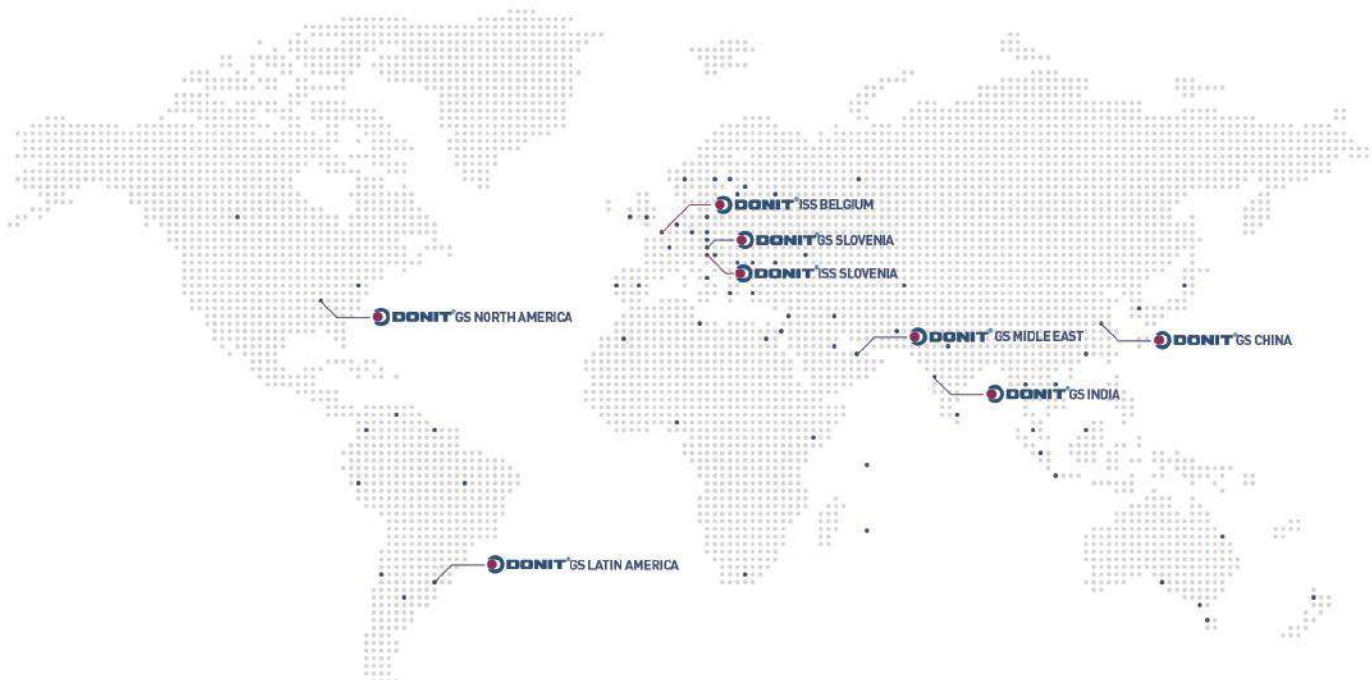 DONIT® ISS BELGIUM
DONIT® GS SLOVENIA
DONIT® ISS SLOVENIA
DONIT® GS NORTH AMERICA
DONIT® GS MIDLE EAST
DONIT® GS CHINA
DONIT® GS INDIA
DONIT® GS LATIN AMERICA